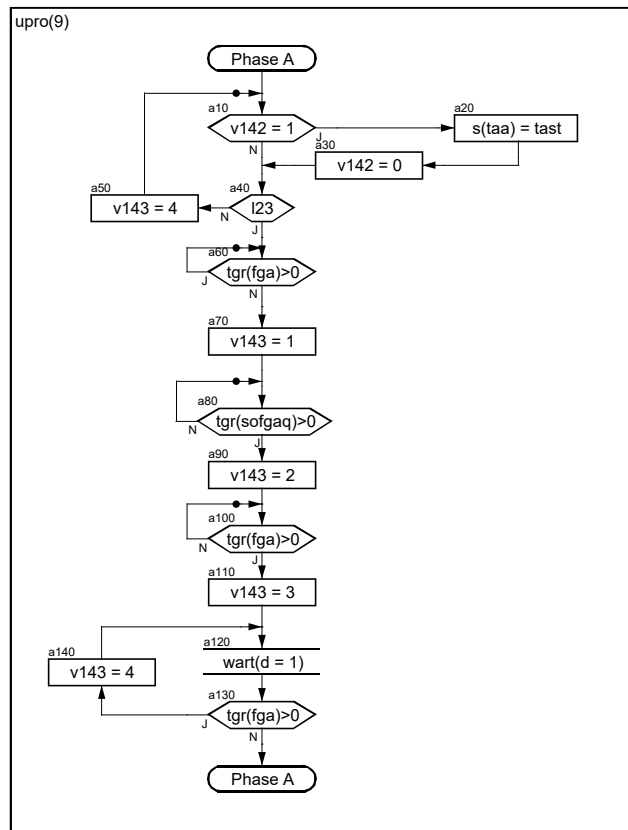 upro(9)
Phase A
a10
v142 = 1
J
N
a20
s(taa) = tast
a30
v142 = 0
a40
I23
N
J
a50
v143 = 4
a60
tgr(fga)>0
J
N
a70
v143 = 1
a80
tgr(sofgaq)>0
N
J
a90
v143 = 2
a100
tgr(fga)>0
N
J
a110
v143 = 3
a120
wart(d = 1)
a140
v143 = 4
a130
tgr(fga)>0
J
N
Phase A